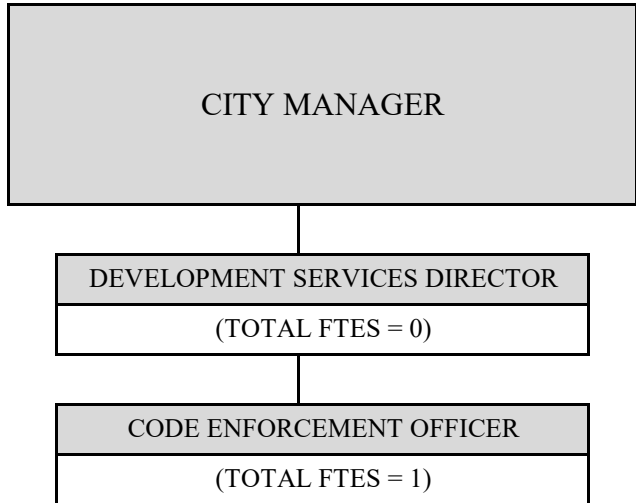 CITY MANAGER
DEVELOPMENT SERVICES DIRECTOR
(TOTAL FTES = 0)
CODE ENFORCEMENT OFFICER
(TOTAL FTES = 1)